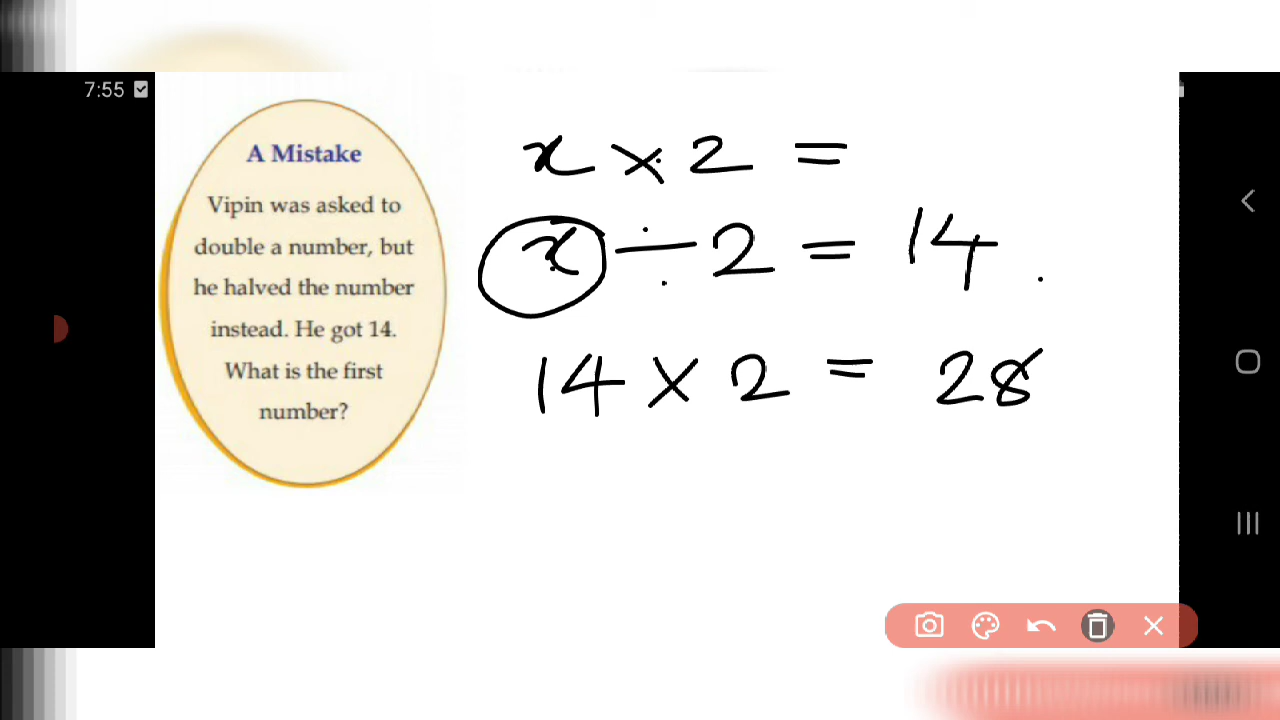 7:55
A Mistake
Vipin was asked to
double a number, but
he halved the number
instead. He got 14.
What is the first
number?
x × 2 =
x ÷ 2 = 14 .
14 × 2 = 28